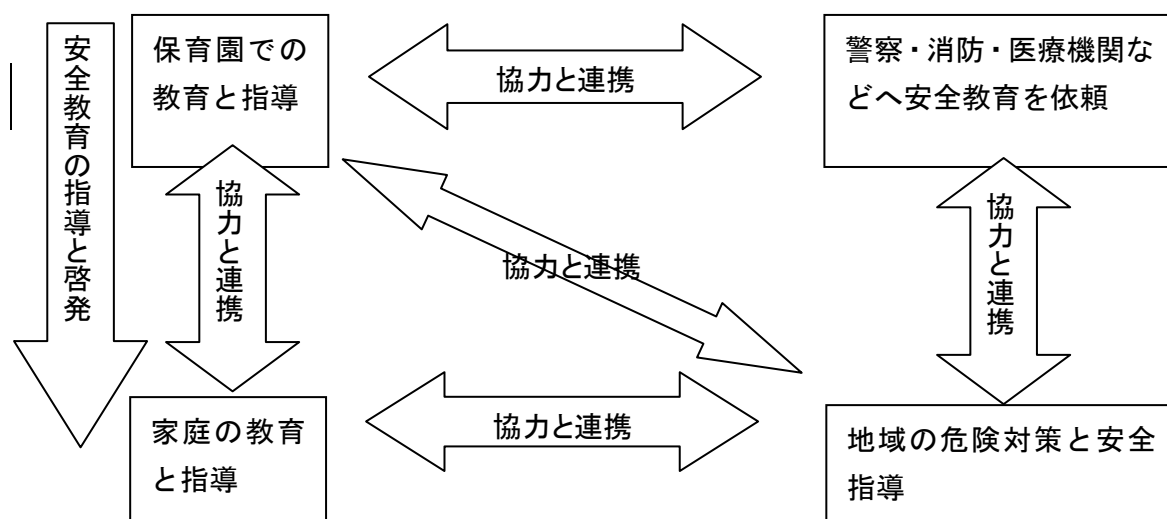 保育園での
教育と指導
協力と連携
警察・消防・医療機関な
どへ安全教育を依頼
安全教育の指導と啓発
協力と連携
協力と連携
協力と連携
家庭の教育
と指導
協力と連携
地域の危険対策と安全
指導